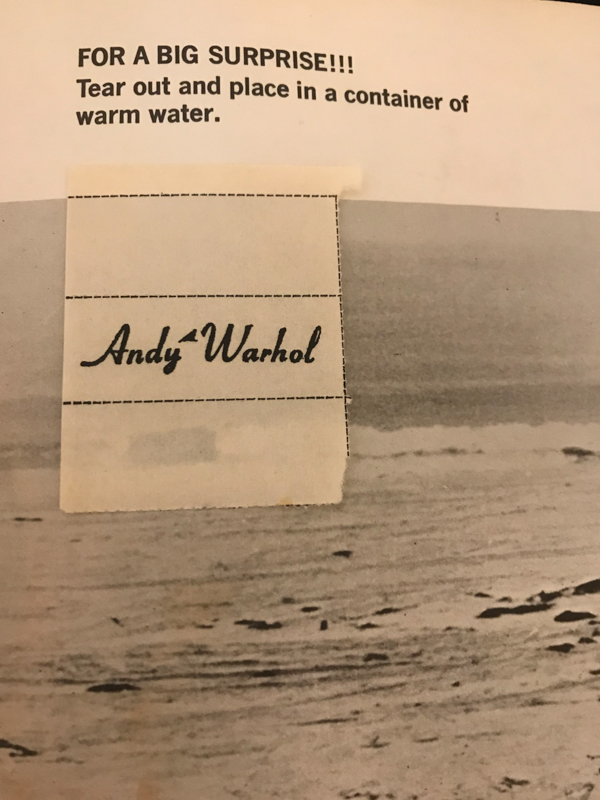 FOR A BIG SURPRISE!!!
Tear out and place in a container of
warm water.
Andy Warhol